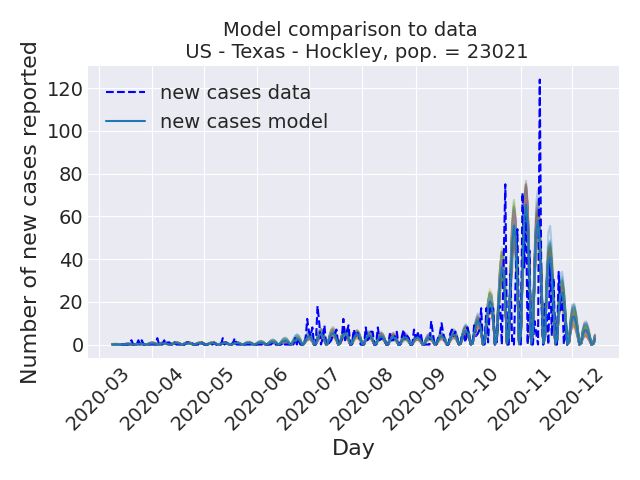 Model comparison to data
US - Texas - Hockley, pop. = 23021
Number of new cases reported
120
100
80
60
40
20
0
new cases data
new cases model
2020-03
2020-04
2020-05
2020-06
2020-07
2020-08
2020-09
2020-10
2020-11
2020-12
Day